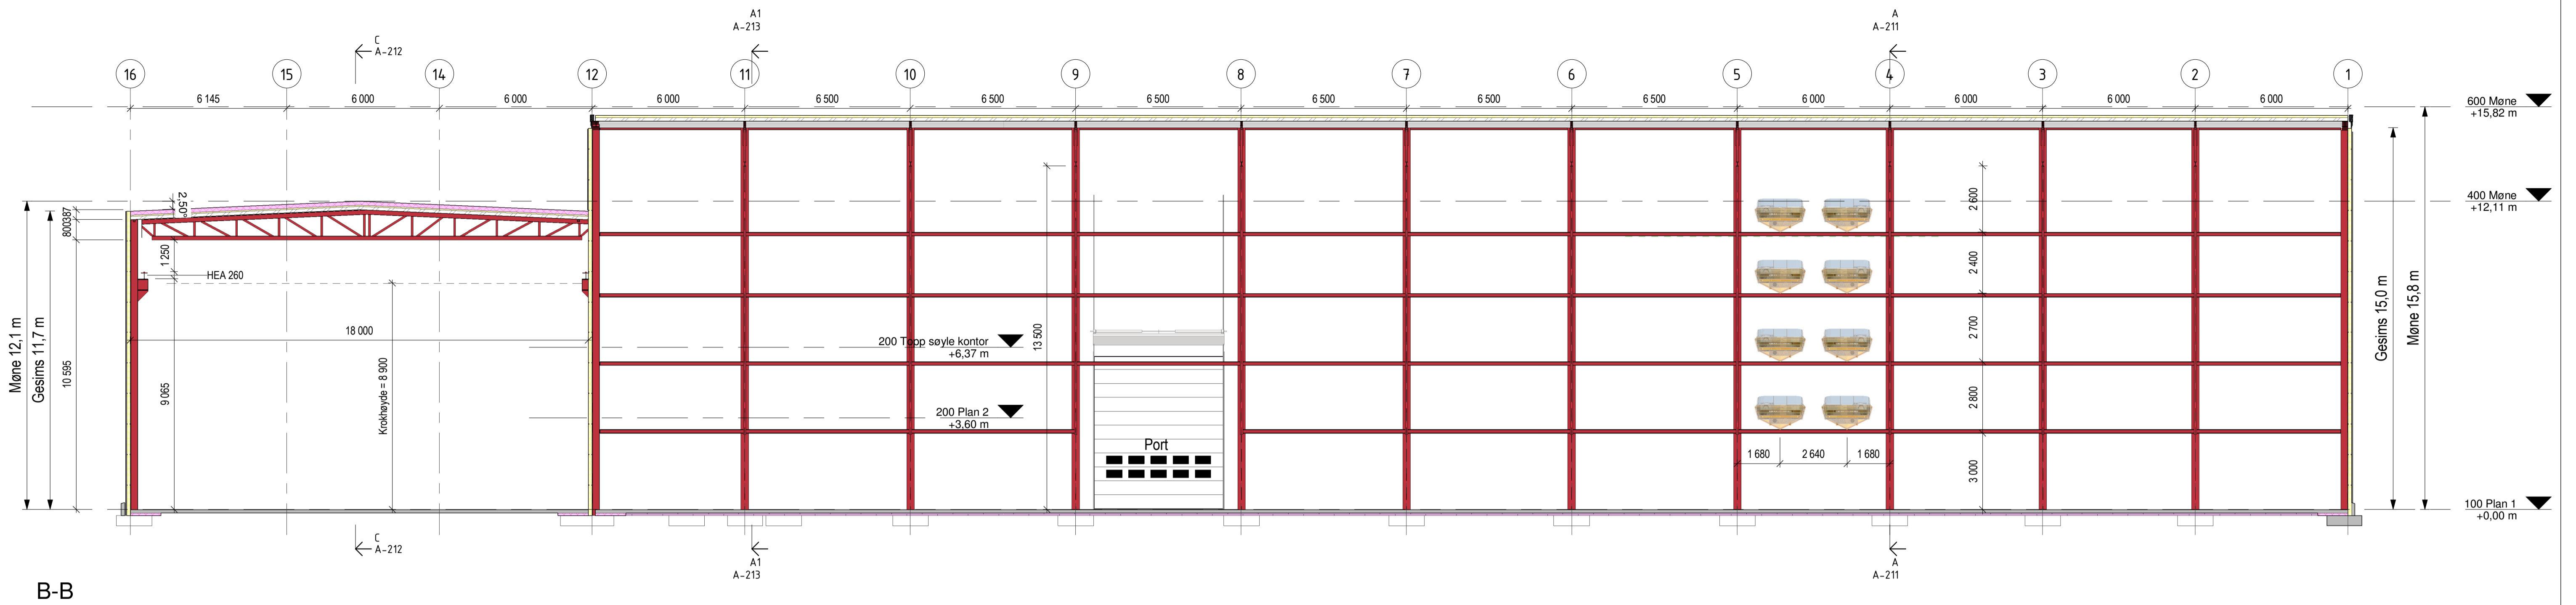 A1
A-213
A
A-211
C
A-212
16
15
14
12
11
10
9
8
7
6
5
4
3
2
1
6 145
6 000
6 000
6 000
6 500
6 500
6 500
6 500
6 500
6 500
6 000
6 000
6 000
6 000
600 Møne
+15,82 m
400 Møne
+12,11 m
100 Plan 1
+0,00 m
2,50°
387
800
1 250
HEA 260
18 000
Krokhøyde = 8 900
9 065
10 595
Gesims 11,7 m
Møne 12,1 m
200 Topp søyle kontor
+6,37 m
200 Plan 2
+3,60 m
13 500
Port
1 680
2 640
1 680
2 600
2 400
2 700
2 800
3 000
Gesims 15,0 m
Møne 15,8 m
C
A-212
A1
A-213
A
A-211
B-B